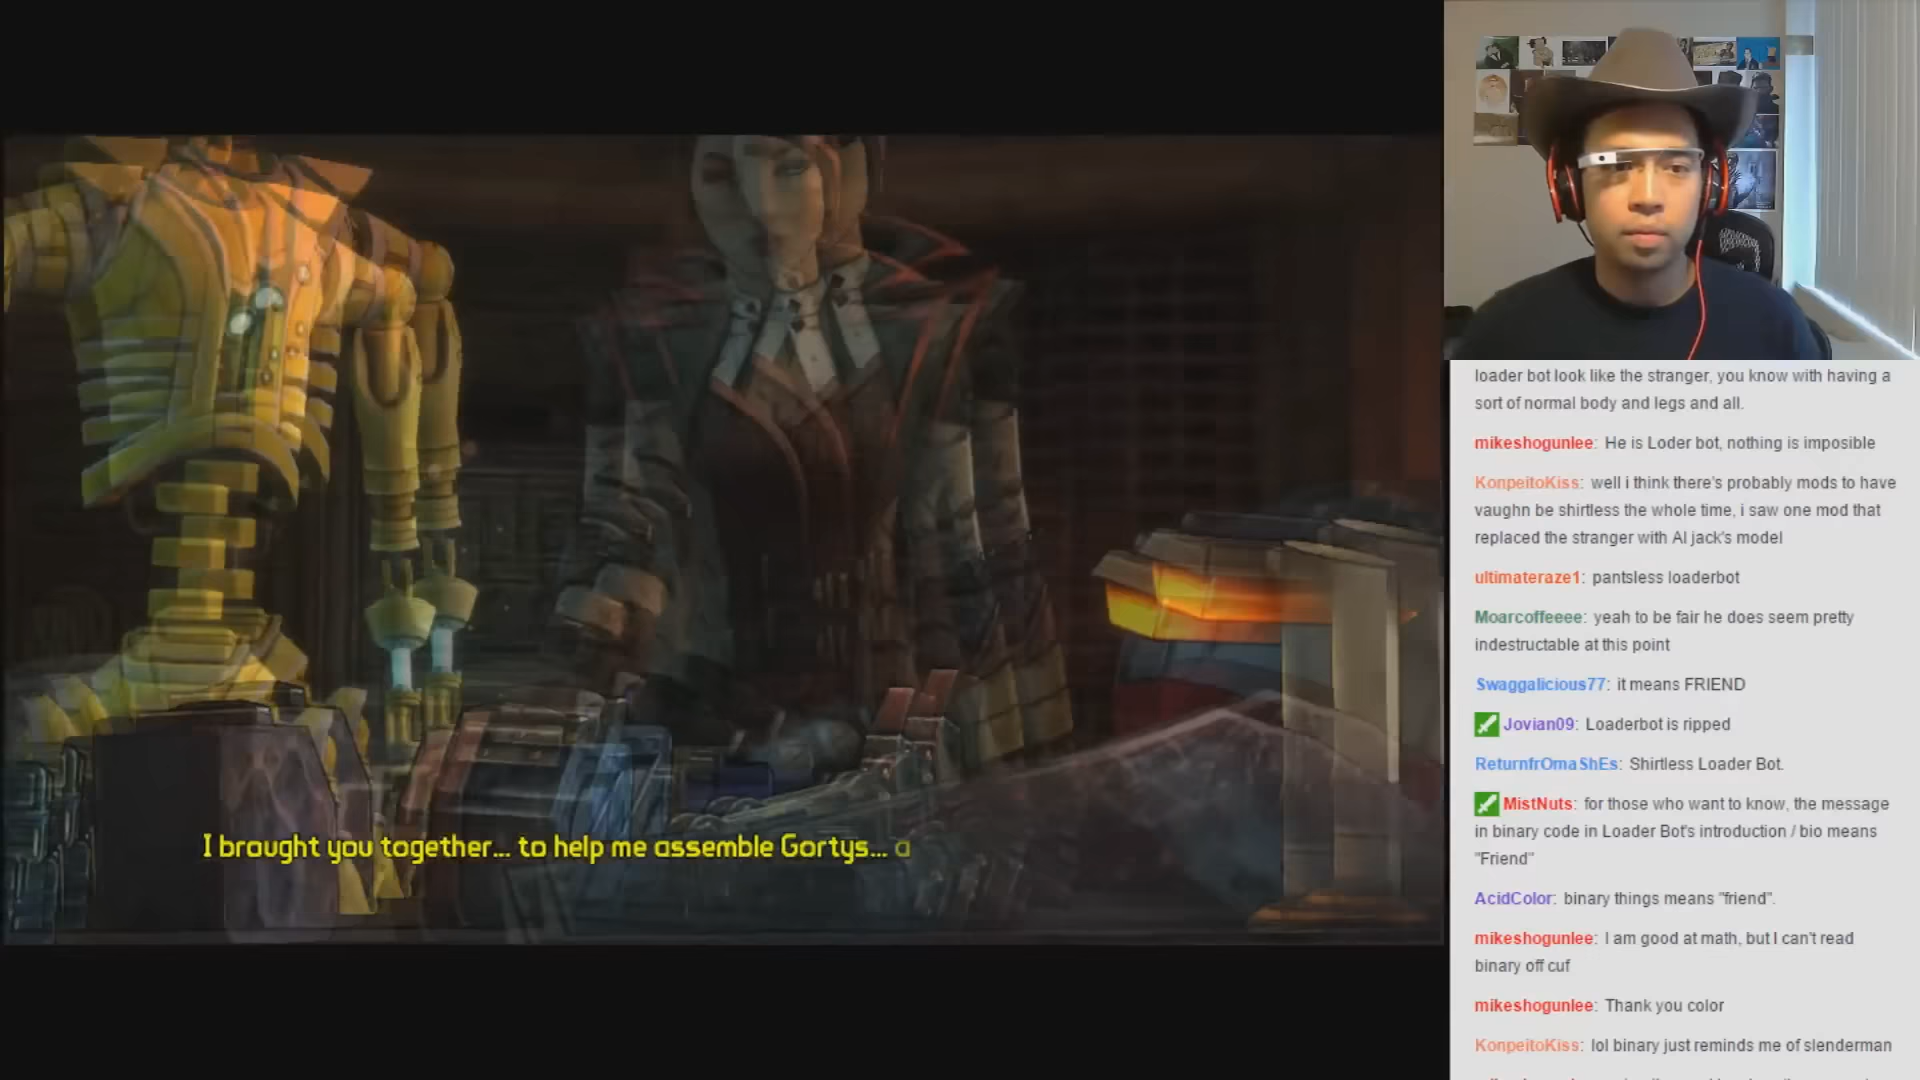 I brought you together... to help me assemble Gortys... a
loader bot look like the stranger, you know with having a
sort of normal body and legs and all.
mikeshogunlee: He is Loder bot, nothing is imposible
KonpeitoKiss: well i think there's probably mods to have
vaughn be shirtless the whole time, i saw one mod that
replaced the stranger with AI jack's model
ultimateraze1: pantsless loaderbot
Moarcoffeeee: yeah to be fair he does seem pretty
indestructable at this point
Swaggalicious77: it means FRIEND
Jovian09: Loaderbot is ripped
ReturnfrOmaShEs: Shirtless Loader Bot.
MistNuts: for those who want to know, the message
in binary code in Loader Bot's introduction / bio means
"Friend"
AcidColor: binary things means "friend".
mikeshogunlee: I am good at math, but I can't read
binary off cuf
mikeshogunlee: Thank you color
KonpeitoKiss: lol binary just reminds me of slenderman